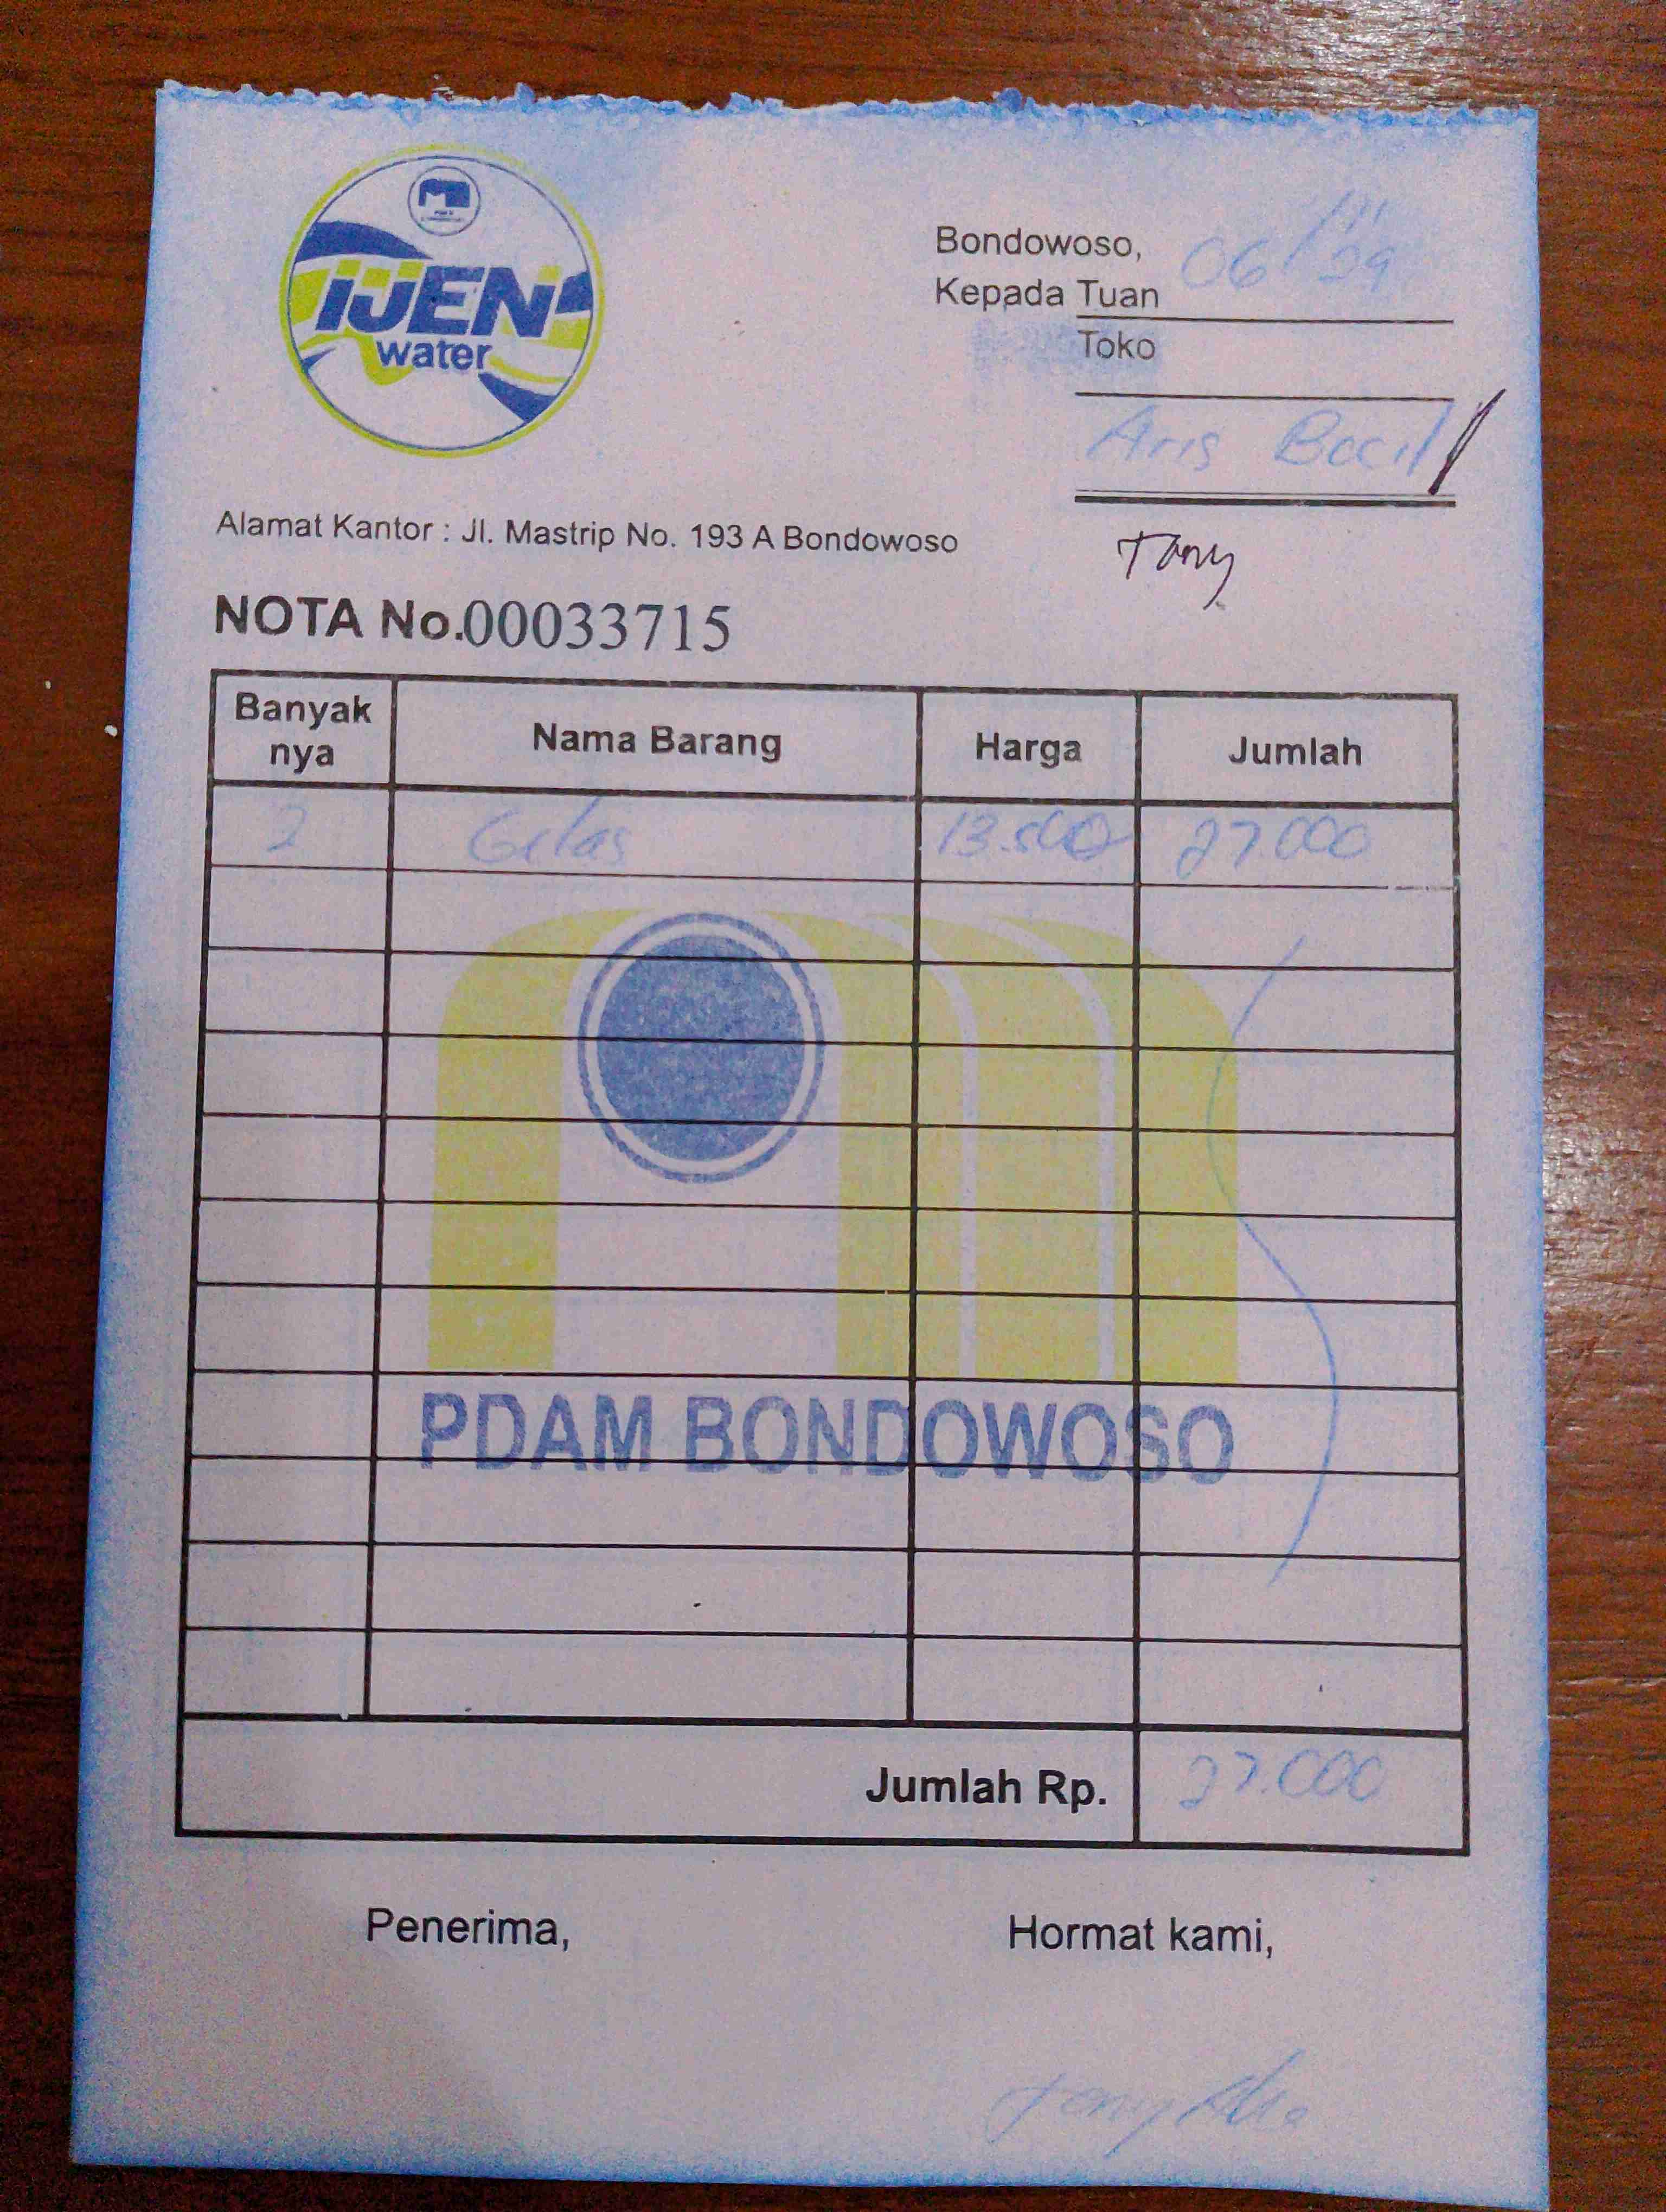 IJEN
water
Bondowoso, 06/11
Kepada Tuan
Toko
Aris Bocil /
Tony
Alamat Kantor : Jl. Mastrip No. 193 A Bondowoso
NOTA No.00033715
Banyak nya Nama Barang Harga Jumlah
2 Gelas 13.500 27.000
PDAM BONDOWOSO
Jumlah Rp. 27.000
Penerima, Hormat kami,
Tony